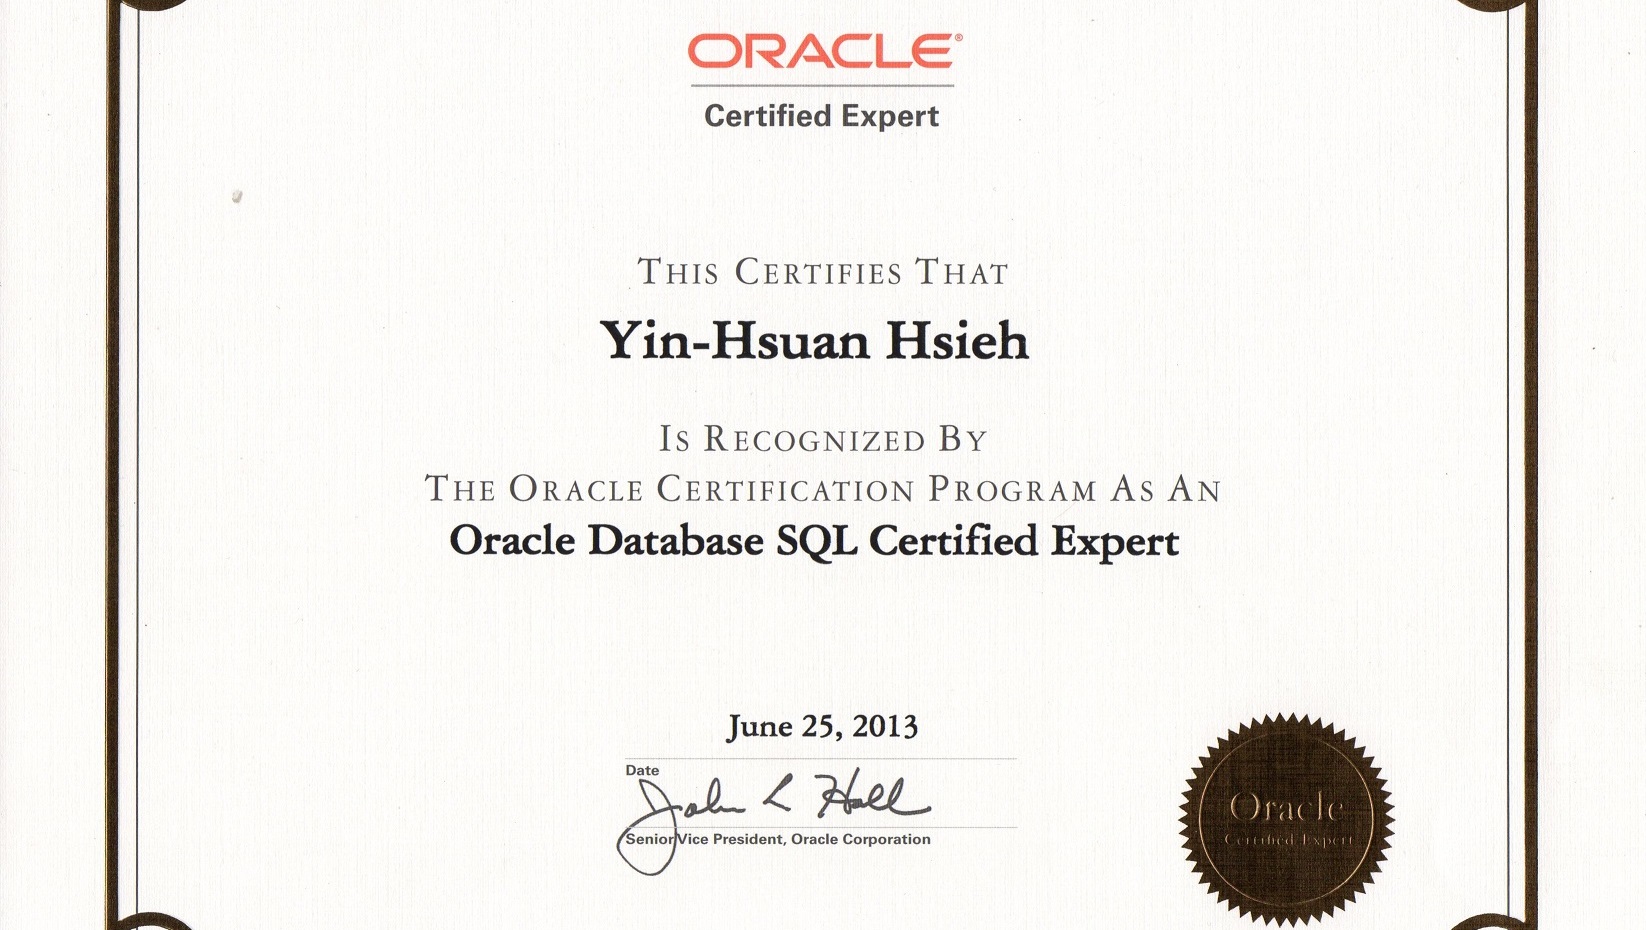 ORACLE®
Certified Expert
THIS CERTIFIES THAT
Yin-Hsuan Hsieh
IS RECOGNIZED BY
THE ORACLE CERTIFICATION PROGRAM AS AN
Oracle Database SQL Certified Expert
June 25, 2013
Date
John L Hall
Senior Vice President, Oracle Corporation
Oracle
Certified Expert